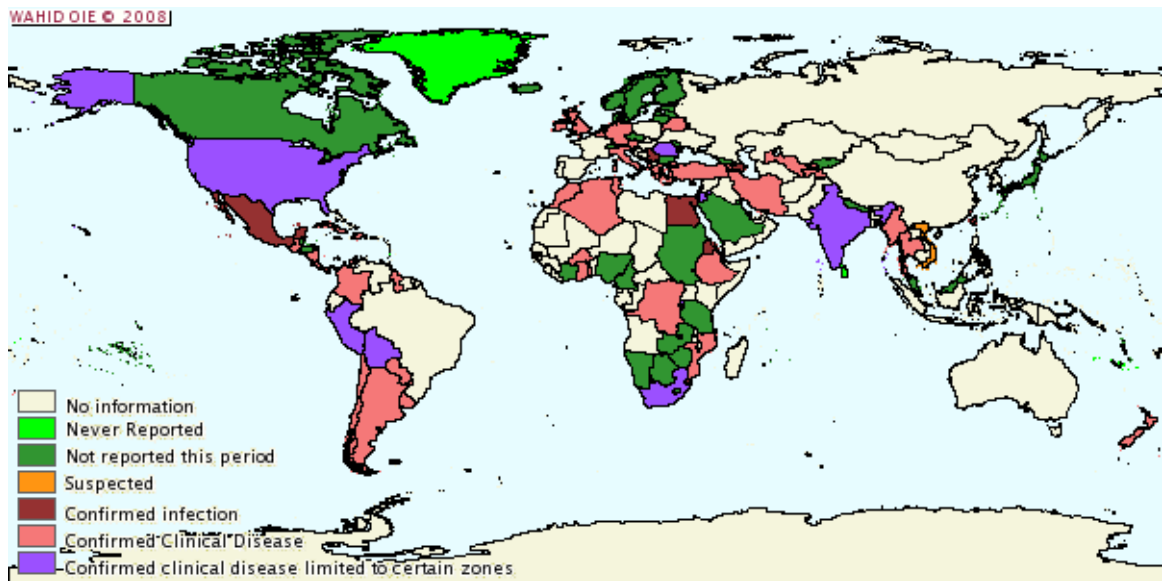 WAHID OIE © 2008
No information
Never Reported
Not reported this period
Suspected
Confirmed infection
Confirmed Clinical Disease
Confirmed clinical disease limited to certain zones